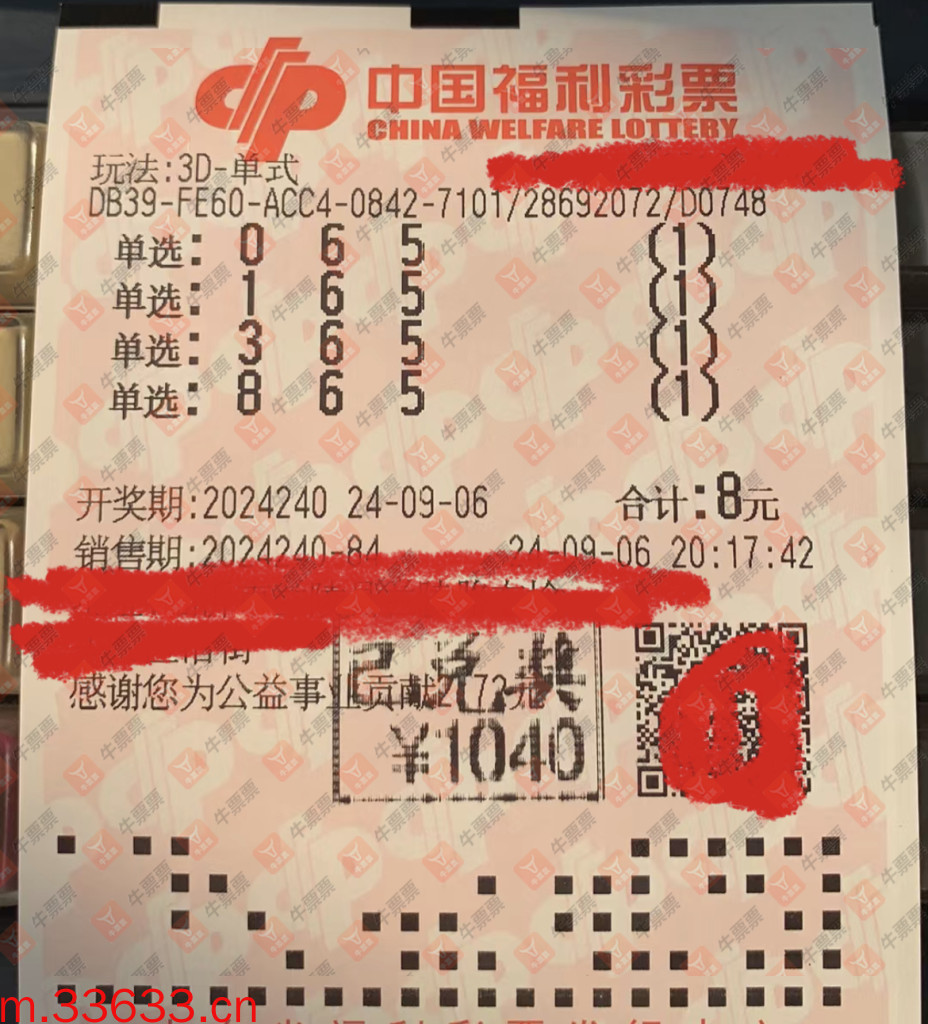 中国福利彩票
CHINA WELFARE LOTTERY
玩法:3D-单式
DB39-FE60-ACC4-0842-7101/28692072/D0748
单选: 0 6 5 (1)
单选: 1 6 5 (1)
单选: 3 6 5 (1)
单选: 8 6 5 (1)
开奖期:2024240 24-09-06 合计:8元
销售期:2024240-84 24-09-06 20:17:42
感谢您为公益事业贡献2.72元
已兑奖
¥1040
m.33633.cn
牛票票